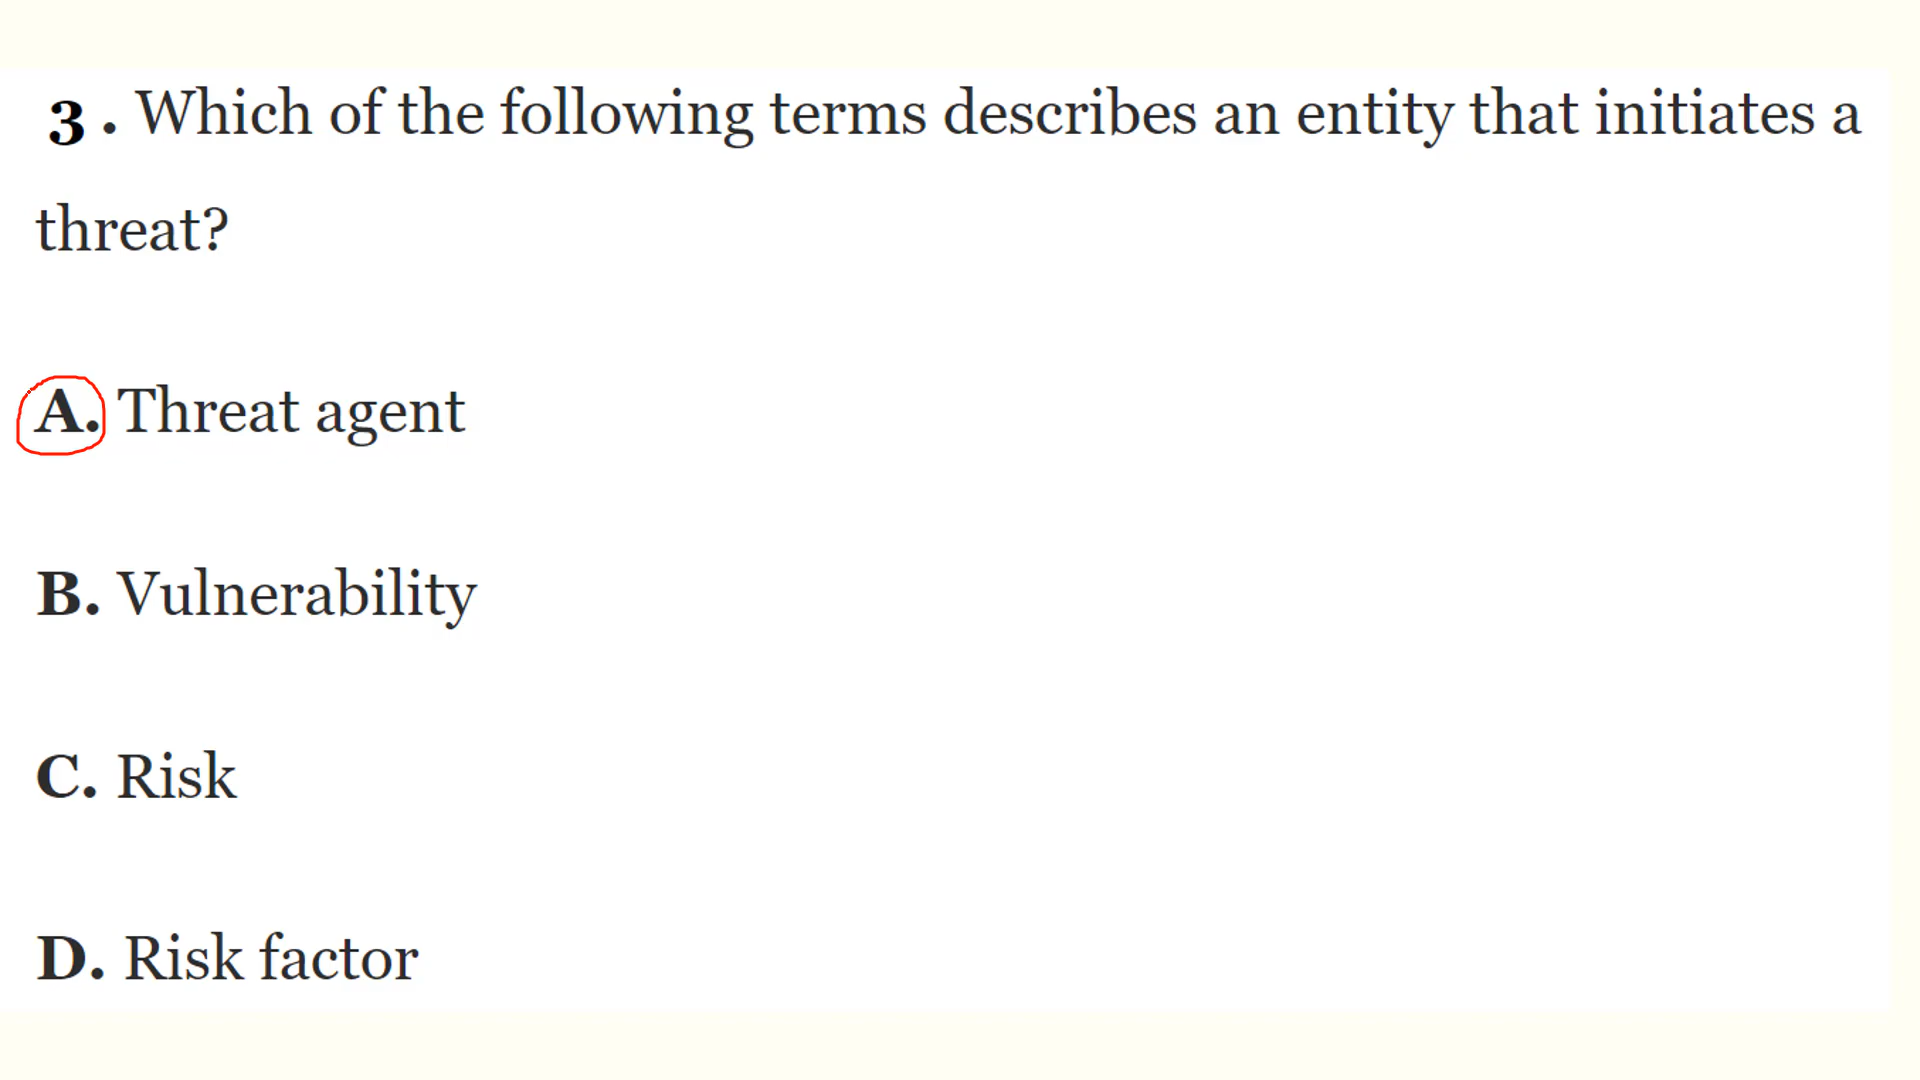 3 . Which of the following terms describes an entity that initiates a
threat?
A. Threat agent
B. Vulnerability
C. Risk
D. Risk factor